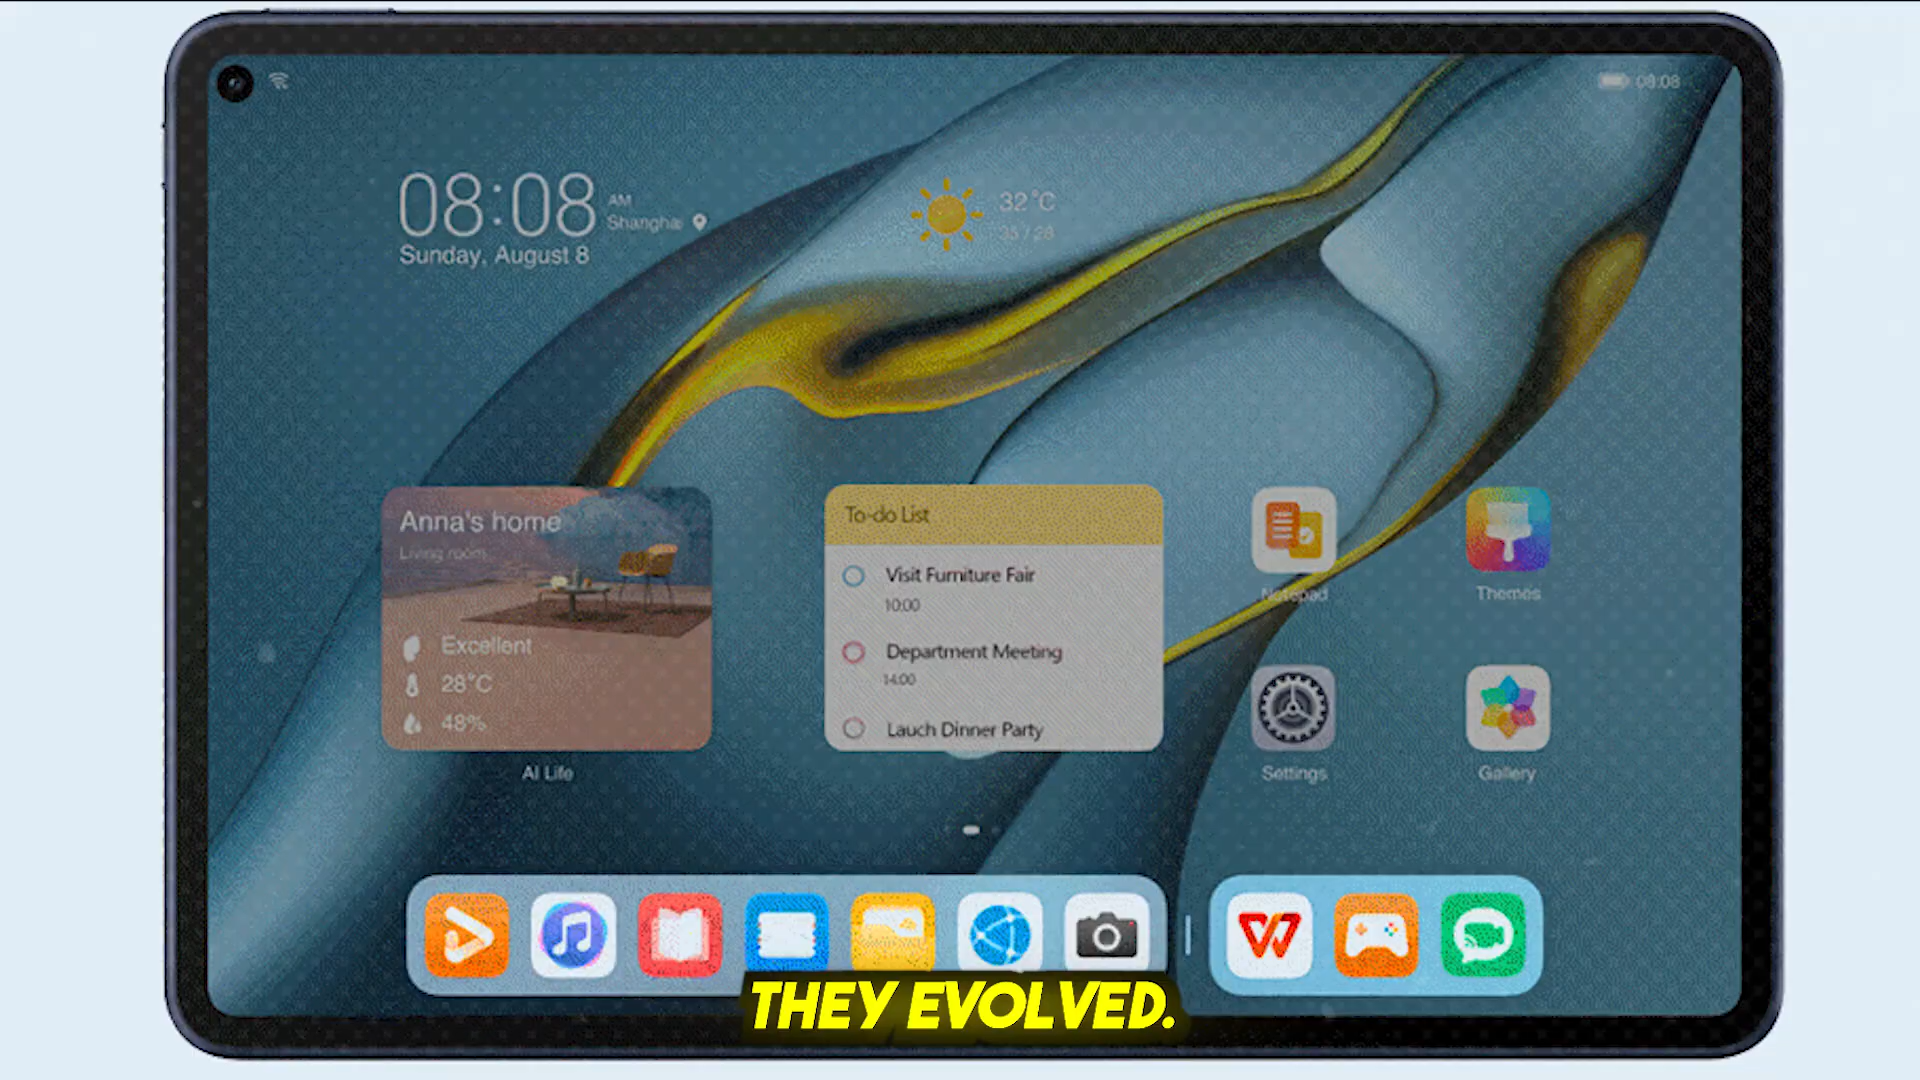 08:08
08:08
AM
Shanghai
Sunday, August 8
32°C
35 / 28
Anna's home
Living room
Excellent
28°C
48%
AI Life
To-do List
Visit Furniture Fair
10:00
Department Meeting
14:00
Lauch Dinner Party
Notepad
Themes
Settings
Gallery
THEY EVOLVED.